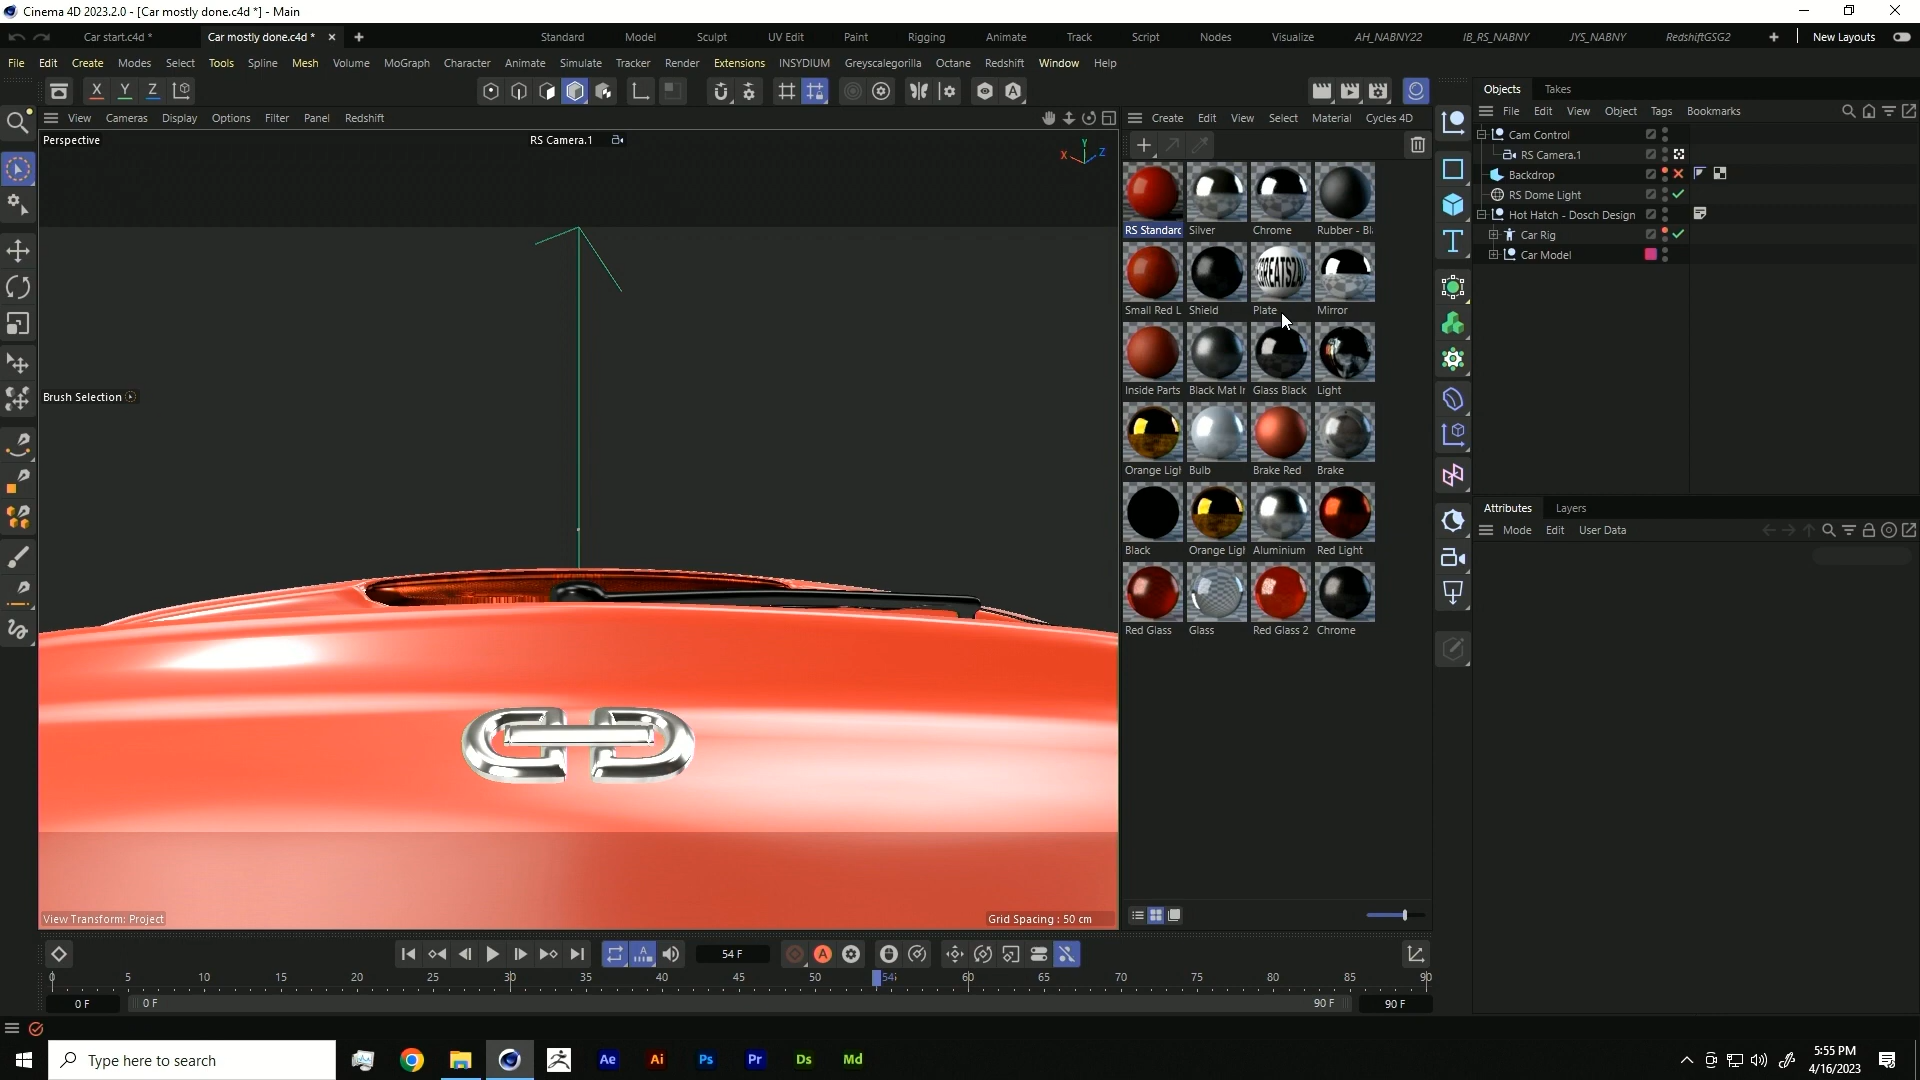 Cinema 4D 2023.2.0 - [Car mostly done.c4d *] - Main
Car start.c4d *
Car mostly done.c4d *
Standard Model Sculpt UV Edit Paint Rigging Animate Track Script Nodes Visualize AH_NABNY22 IB_RS_NABNY JYS_NABNY RedshiftGSG2 New Layouts
File Edit Create Modes Select Tools Spline Mesh Volume MoGraph Character Animate Simulate Tracker Render Extensions INSYDIUM Greyscalegorilla Octane Redshift Window Help
X Y Z
View Cameras Display Options Filter Panel Redshift
Perspective
RS Camera.1
Y
X Z
Brush Selection
View Transform: Project
Grid Spacing : 50 cm
Create Edit View Select Material Cycles 4D
RS Standard Silver Chrome Rubber - Bl
Small Red L Shield Plate Mirror
Inside Parts Black Mat Ir Glass Black Light
Orange Ligh Bulb Brake Red Brake
Black Orange Ligh Aluminium Red Light
Red Glass Glass Red Glass 2 Chrome
Objects Takes
File Edit View Object Tags Bookmarks
Cam Control
RS Camera.1
Backdrop
RS Dome Light
Hot Hatch - Dosch Design
Car Rig
Car Model
Attributes Layers
Mode Edit User Data
54 F
0 5 10 15 20 25 30 35 40 45 50 54 60 65 70 75 80 85 90
0 F 0 F 90 F 90 F
Type here to search
Ae Ai Ps Pr Ds Md
5:55 PM
4/16/2023